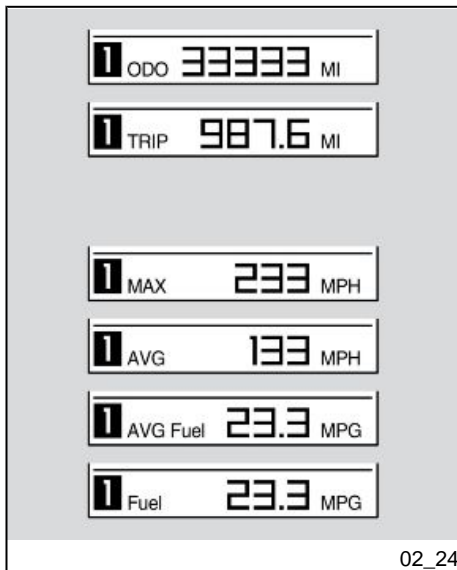 1 ODO 33333 MI
1 TRIP 987.6 MI
1 MAX 233 MPH
1 AVG 133 MPH
1 AVG Fuel 23.3 MPG
1 Fuel 23.3 MPG
02_24